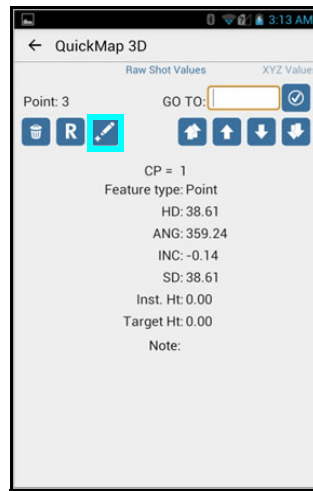 3:13 AM
QuickMap 3D
Raw Shot Values XYZ Value
Point: 3 GO TO:
R
CP = 1
Feature type: Point
HD: 38.61
ANG: 359.24
INC: -0.14
SD: 38.61
Inst. Ht: 0.00
Target Ht: 0.00
Note: